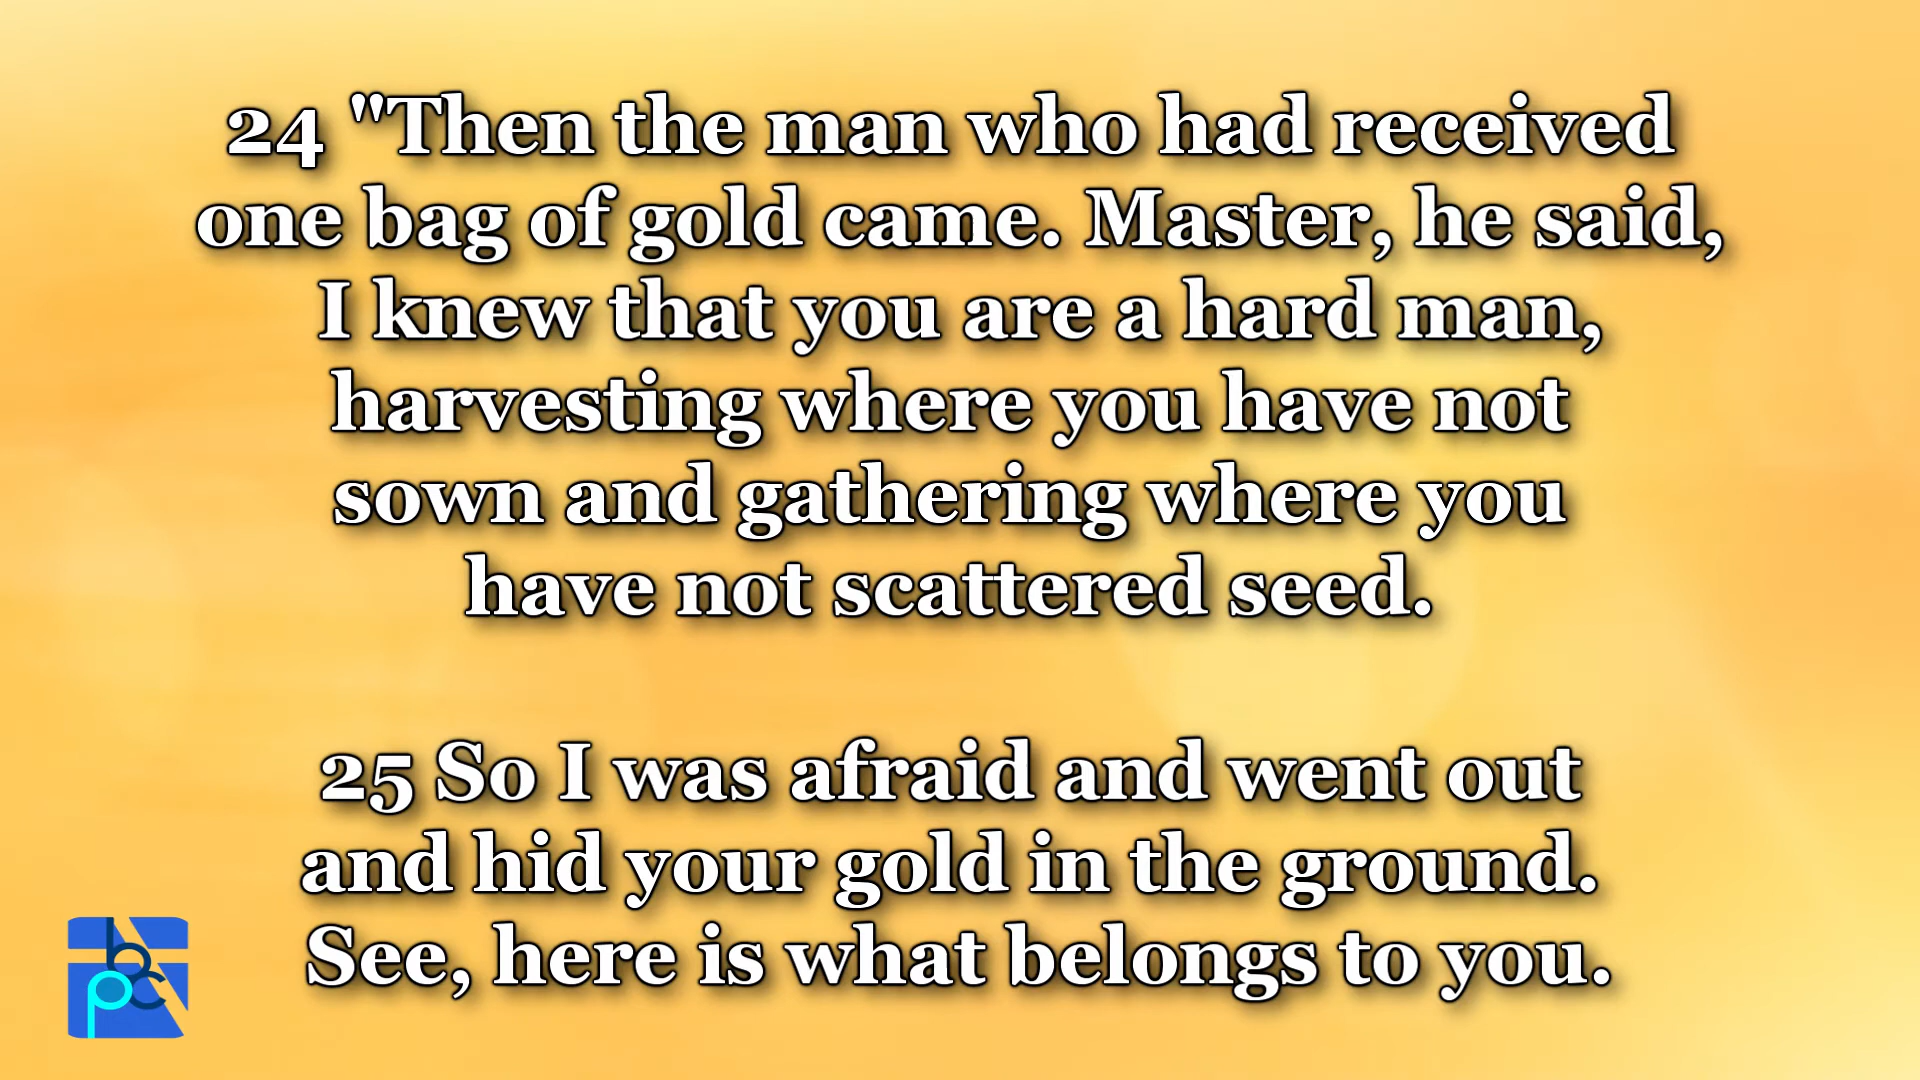 24 "Then the man who had received
one bag of gold came. Master, he said,
I knew that you are a hard man,
harvesting where you have not
sown and gathering where you
have not scattered seed.
25 So I was afraid and went out
and hid your gold in the ground.
See, here is what belongs to you.
pbc